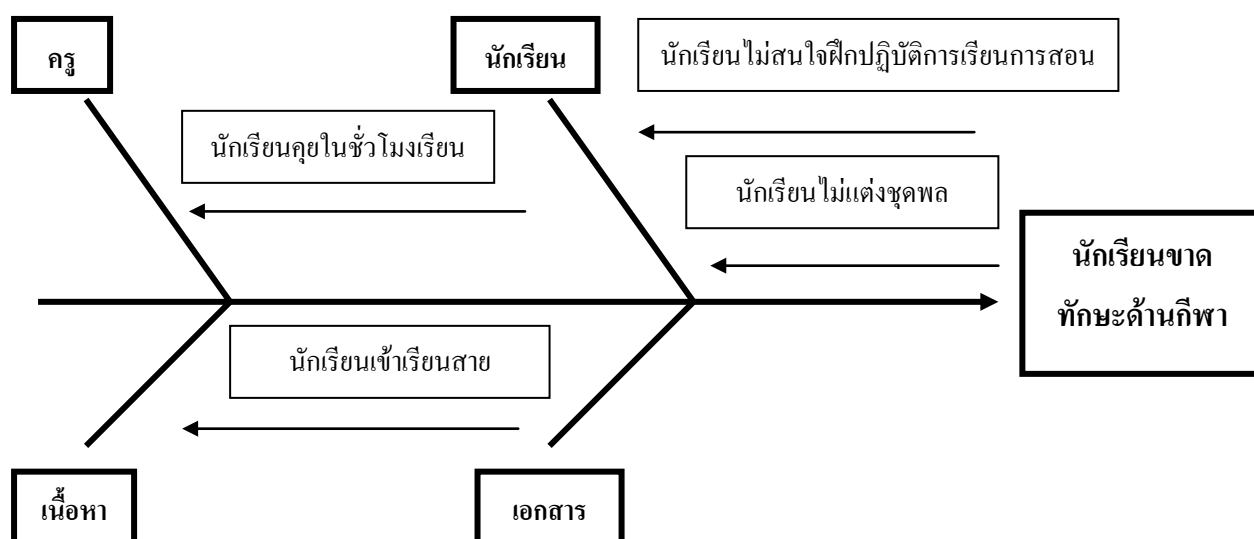 ครู
นักเรียน
นักเรียนไม่สนใจฝึกปฏิบัติการเรียนการสอน
นักเรียนคุยในชั่วโมงเรียน
นักเรียนไม่แต่งชุดพล
นักเรียนขาด
ทักษะด้านกีฬา
นักเรียนเข้าเรียนสาย
เนื้อหา
เอกสาร